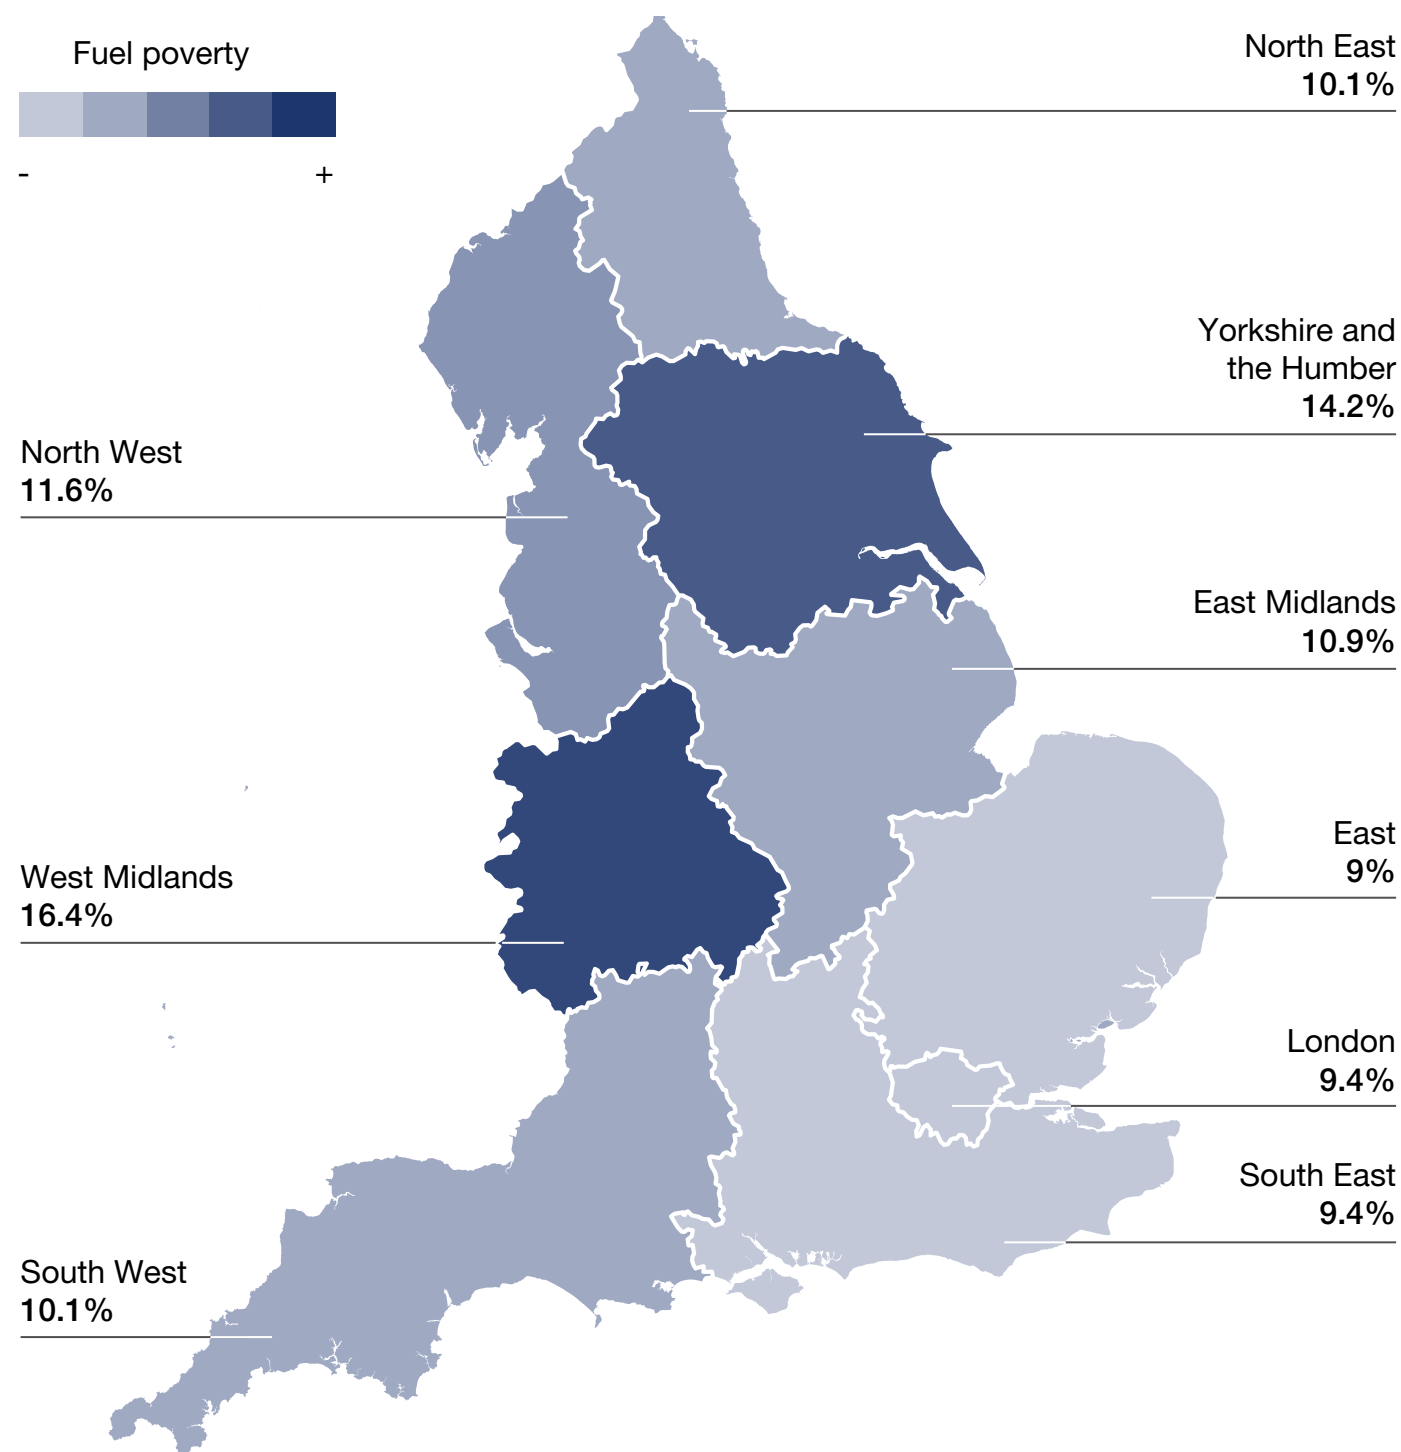 Fuel poverty
- +
North East
10.1%
Yorkshire and
the Humber
14.2%
North West
11.6%
East Midlands
10.9%
East
9%
West Midlands
16.4%
London
9.4%
South East
9.4%
South West
10.1%